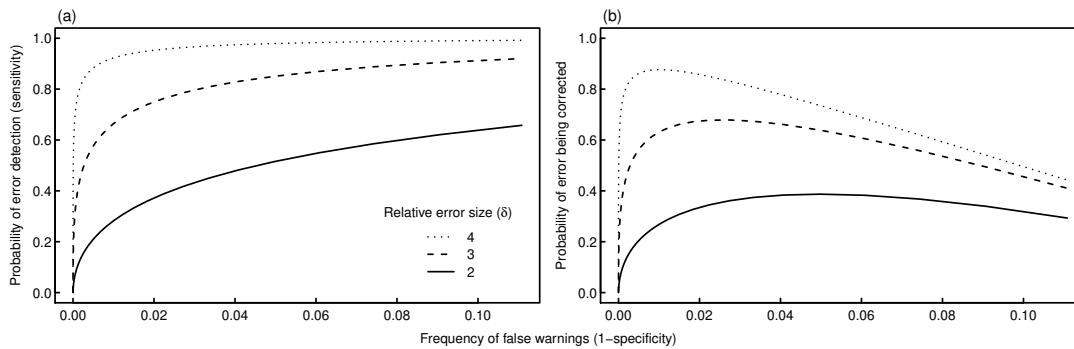 (a)
Probability of error detection (sensitivity)
1.0
0.8
0.6
0.4
0.2
0.0
Relative error size (δ)
4
3
2
0.00 0.02 0.04 0.06 0.08 0.10
(b)
Probability of error being corrected
1.0
0.8
0.6
0.4
0.2
0.0
0.00 0.02 0.04 0.06 0.08 0.10
Frequency of false warnings (1−specificity)